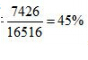 = 7426/16516 = 45%